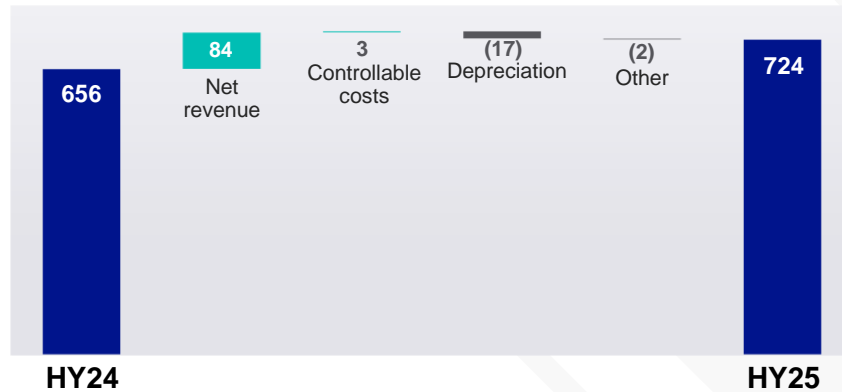 656
84
Net
revenue
3
Controllable
costs
(17)
Depreciation
(2)
Other
724
HY24
HY25